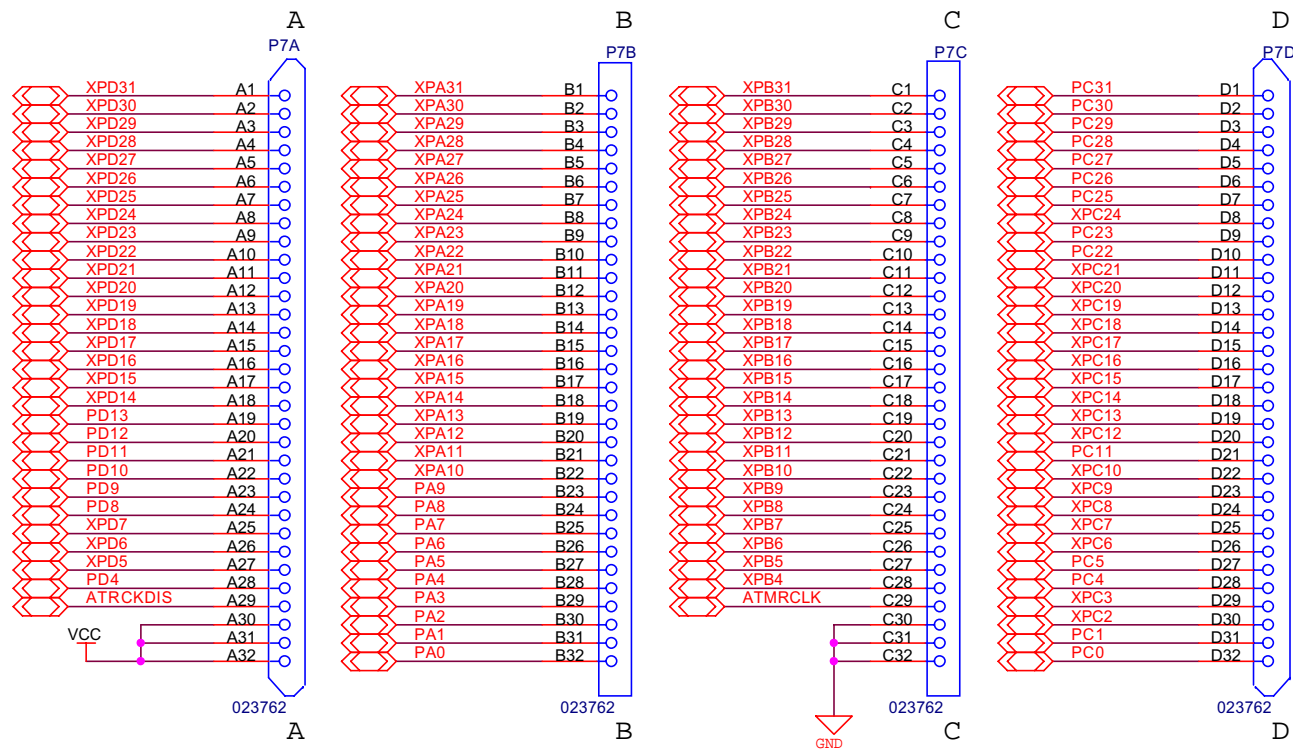 A B C D
P7A P7B P7C P7D
XPD31 A1 XPA31 B1 XPB31 C1 PC31 D1
XPD30 A2 XPA30 B2 XPB30 C2 PC30 D2
XPD29 A3 XPA29 B3 XPB29 C3 PC29 D3
XPD28 A4 XPA28 B4 XPB28 C4 PC28 D4
XPD27 A5 XPA27 B5 XPB27 C5 PC27 D5
XPD26 A6 XPA26 B6 XPB26 C6 PC26 D6
XPD25 A7 XPA25 B7 XPB25 C7 PC25 D7
XPD24 A8 XPA24 B8 XPB24 C8 XPC24 D8
XPD23 A9 XPA23 B9 XPB23 C9 PC23 D9
XPD22 A10 XPA22 B10 XPB22 C10 PC22 D10
XPD21 A11 XPA21 B11 XPB21 C11 XPC21 D11
XPD20 A12 XPA20 B12 XPB20 C12 XPC20 D12
XPD19 A13 XPA19 B13 XPB19 C13 XPC19 D13
XPD18 A14 XPA18 B14 XPB18 C14 XPC18 D14
XPD17 A15 XPA17 B15 XPB17 C15 XPC17 D15
XPD16 A16 XPA16 B16 XPB16 C16 XPC16 D16
XPD15 A17 XPA15 B17 XPB15 C17 XPC15 D17
XPD14 A18 XPA14 B18 XPB14 C18 XPC14 D18
PD13 A19 XPA13 B19 XPB13 C19 XPC13 D19
PD12 A20 XPA12 B20 XPB12 C20 XPC12 D20
PD11 A21 XPA11 B21 XPB11 C21 PC11 D21
PD10 A22 XPA10 B22 XPB10 C22 XPC10 D22
PD9 A23 PA9 B23 XPB9 C23 XPC9 D23
PD8 A24 PA8 B24 XPB8 C24 XPC8 D24
XPD7 A25 PA7 B25 XPB7 C25 XPC7 D25
XPD6 A26 PA6 B26 XPB6 C26 XPC6 D26
XPD5 A27 PA5 B27 XPB5 C27 PC5 D27
PD4 A28 PA4 B28 XPB4 C28 PC4 D28
ATRCKDIS A29 PA3 B29 ATMRCLK C29 XPC3 D29
A30 PA2 B30 C30 XPC2 D30
VCC A31 PA1 B31 C31 PC1 D31
A32 PA0 B32 C32 PC0 D32
023762 023762 023762 023762
A B C D
GND